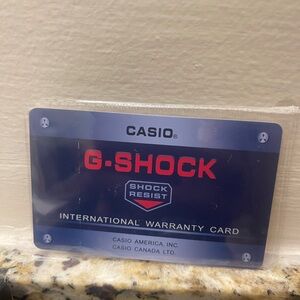 CASIO®
G-SHOCK
SHOCK
RESIST
INTERNATIONAL WARRANTY CARD
CASIO AMERICA, INC.
CASIO CANADA LTD.